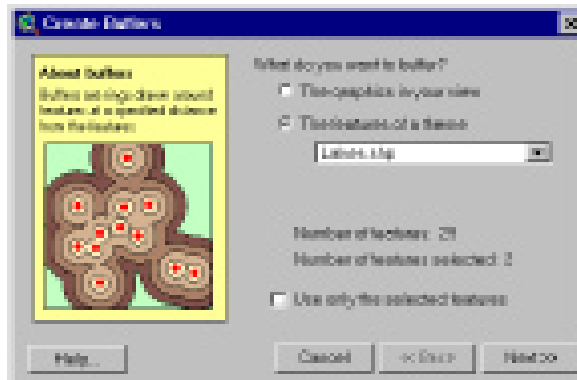 Create Buffers
About buffers
Buffers are rings drawn around
features at a specified distance
from the features
What do you want to buffer?
The graphics in your view
The features of a theme
.shp
Number of features:
Number of features selected: 2
Use only the selected features
Help...
Cancel
<< Back
Next >>